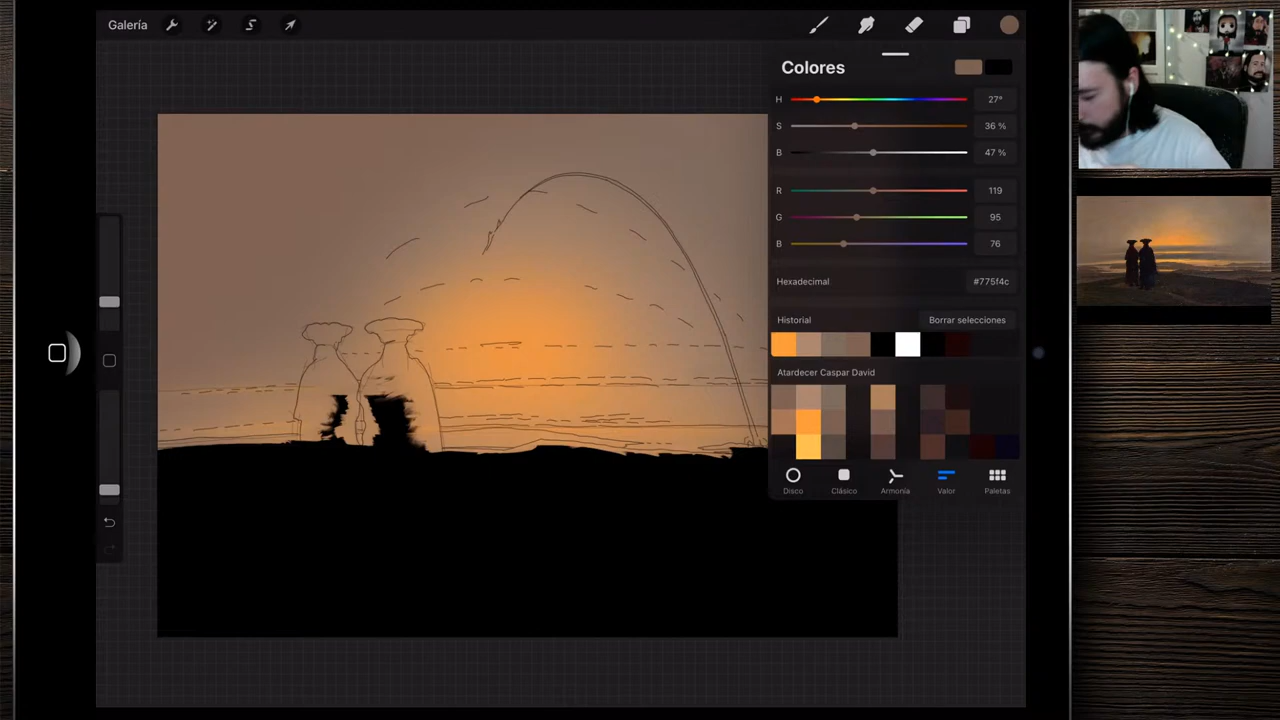 Galería
Colores
H 27°
S 36 %
B 47 %
R 119
G 95
B 76
Hexadecimal #775f4c
Historial Borrar selecciones
Atardecer Caspar David
Disco Clásico Armonía Valor Paletas